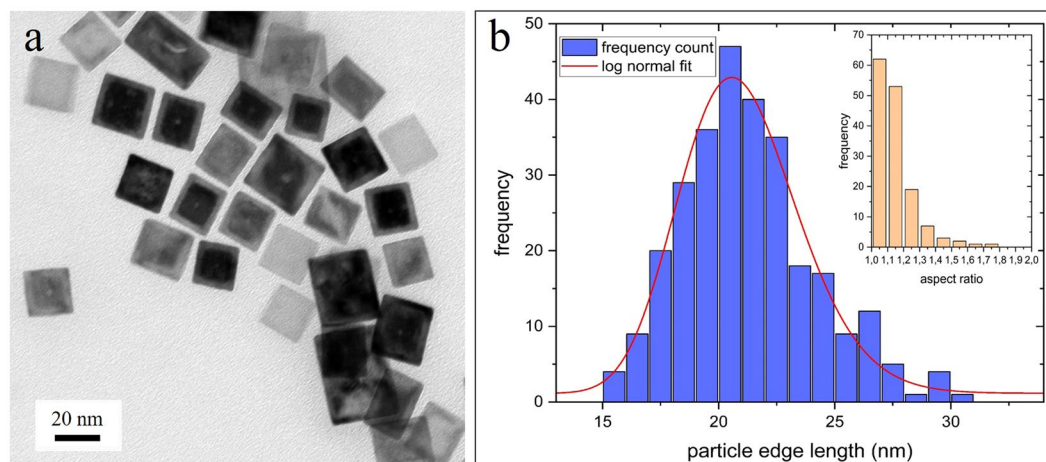 a
20 nm
b
frequency count
log normal fit
50
40
30
20
10
0
frequency
15
20
25
30
particle edge length (nm)
70
60
50
40
30
20
10
0
frequency
1,0 1,1 1,2 1,3 1,4 1,5 1,6 1,7 1,8 1,9 2,0
aspect ratio